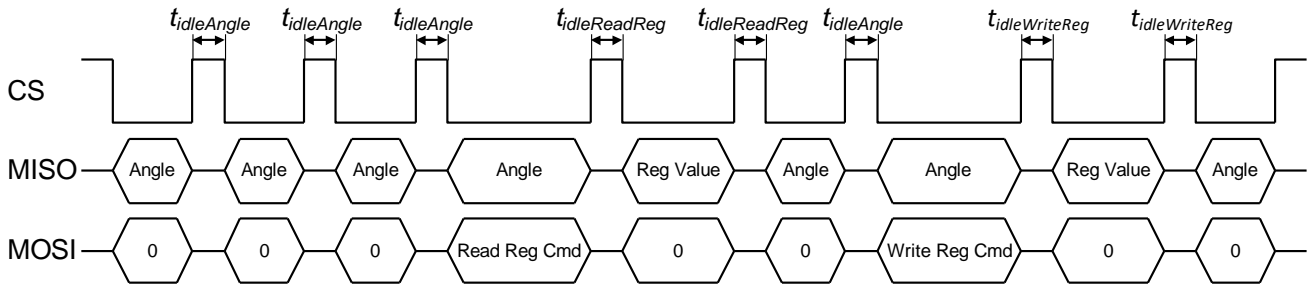 tidleAngle tidleAngle tidleAngle tidleReadReg tidleReadReg tidleAngle tidleWriteReg tidleWriteReg
CS
MISO Angle Angle Angle Angle Reg Value Angle Angle Reg Value Angle
MOSI 0 0 0 Read Reg Cmd 0 0 Write Reg Cmd 0 0